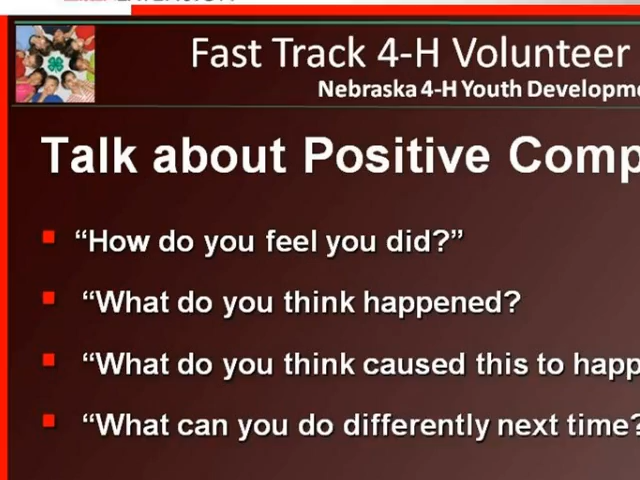 Fast Track 4-H Volunteer
Nebraska 4-H Youth Developme
Talk about Positive Comp
“How do you feel you did?”
“What do you think happened?
“What do you think caused this to happ
“What can you do differently next time?